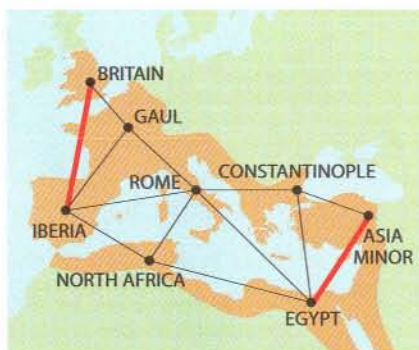 BRITAIN
GAUL
CONSTANTINOPLE
ROME
IBERIA
ASIA
MINOR
NORTH AFRICA
EGYPT